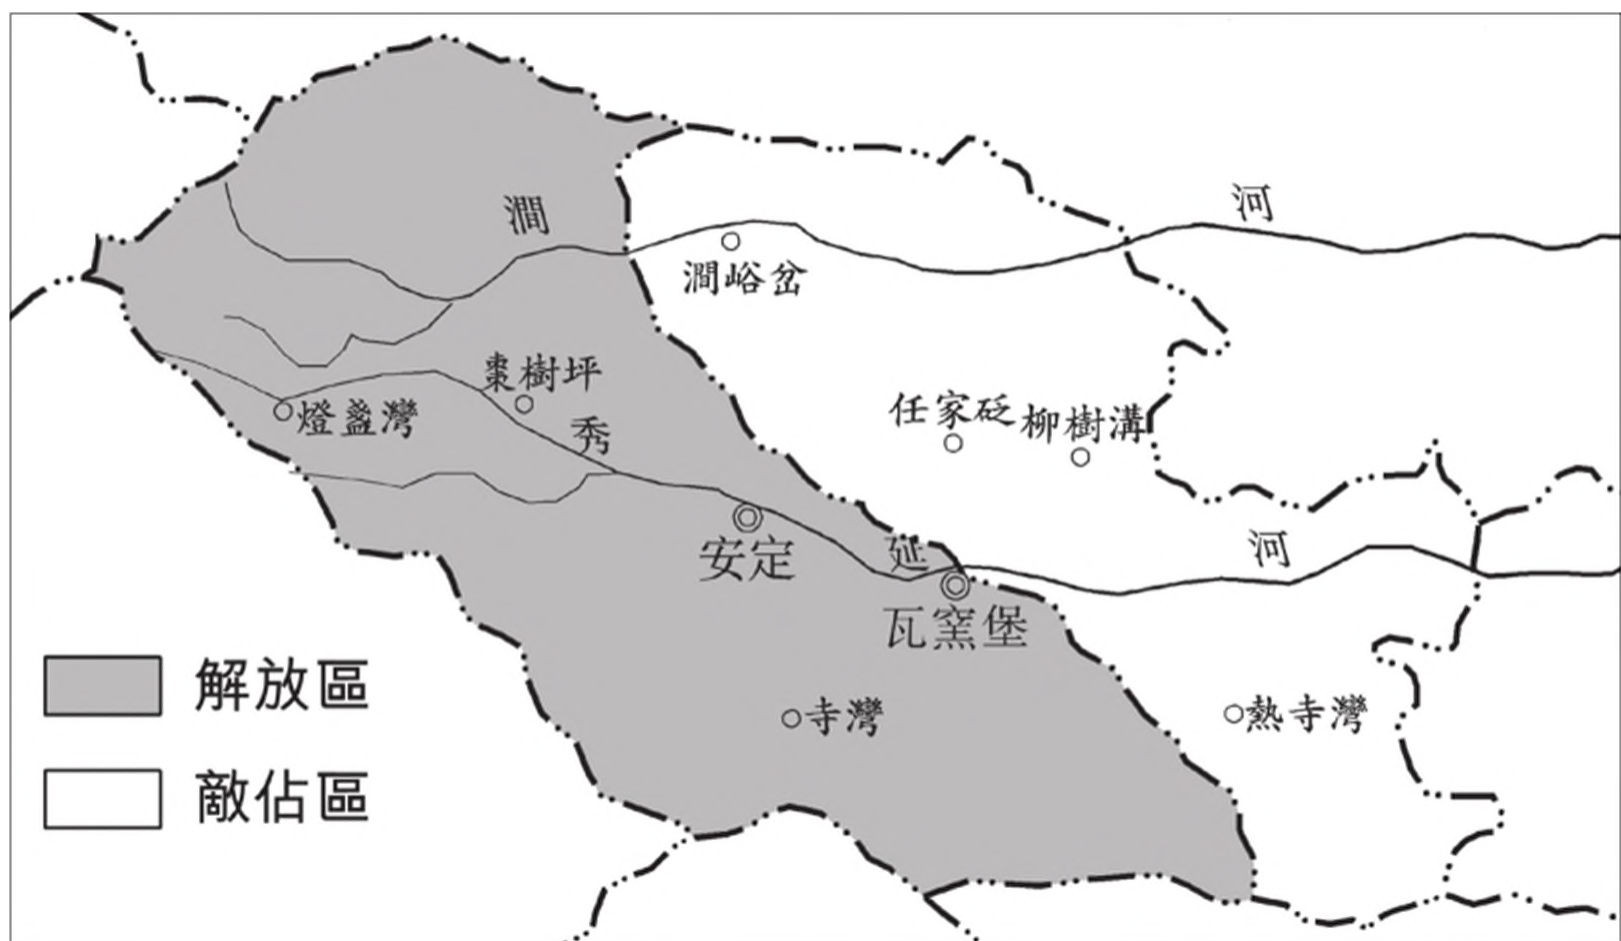 澗
河
澗峪岔
棗樹坪
燈盞灣
秀
任家砭
柳樹溝
安定
延
河
瓦窯堡
解放區
寺灣
熱寺灣
敵佔區